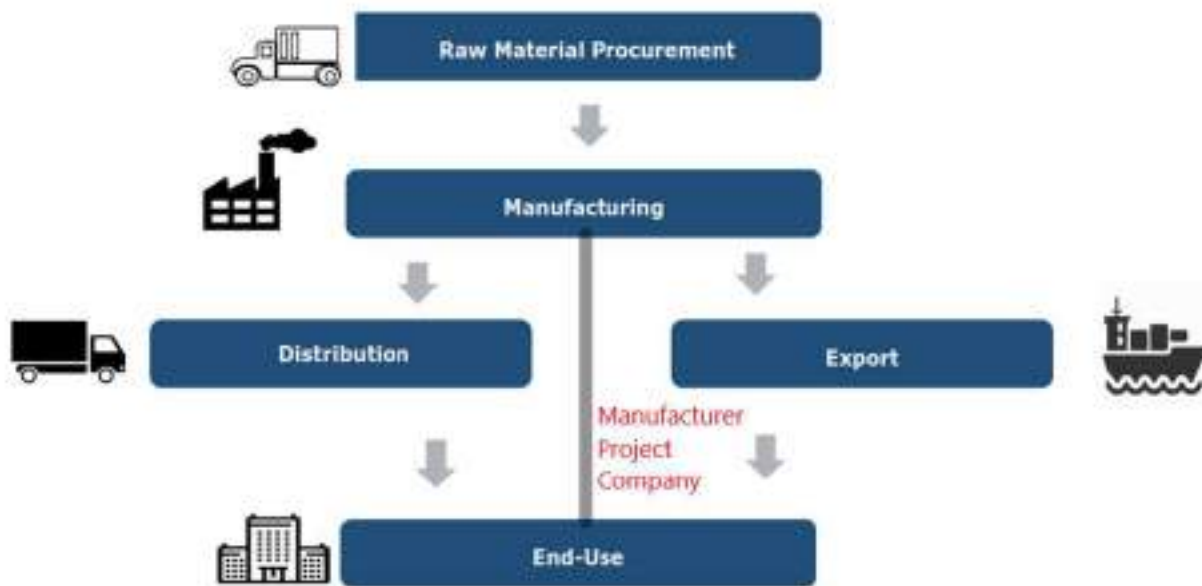 Raw Material Procurement
Manufacturing
Distribution
Export
Manufacturer
Project
Company
End-Use